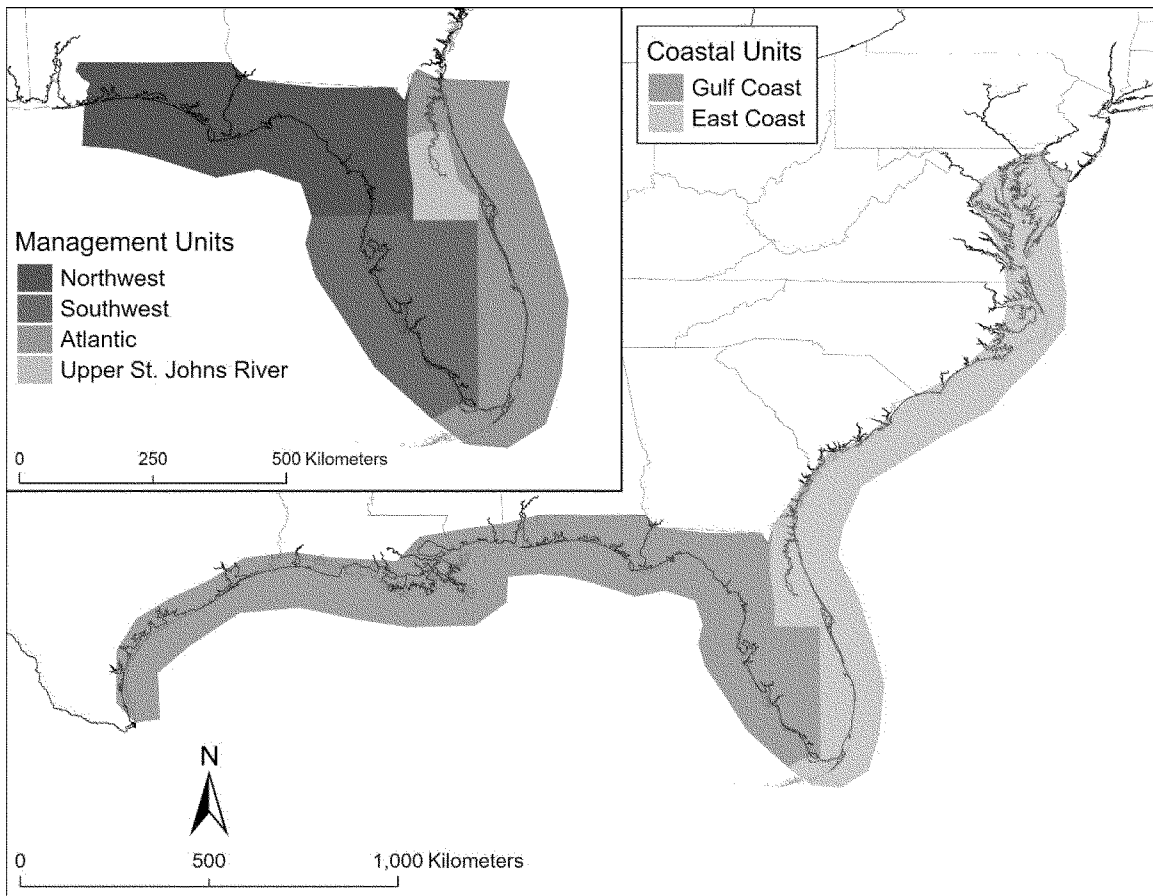 Coastal Units
Gulf Coast
East Coast
Management Units
Northwest
Southwest
Atlantic
Upper St. Johns River
0 250 500 Kilometers
N
0 500 1,000 Kilometers